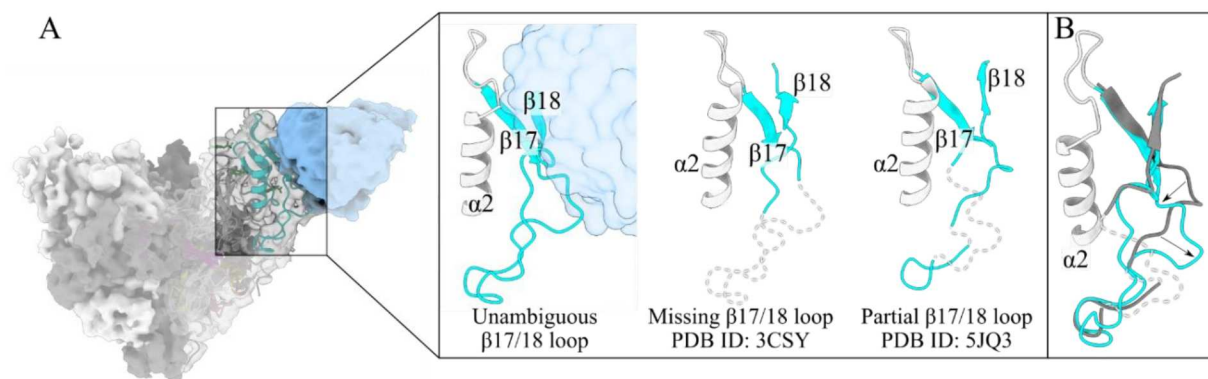 A
B
β18
β17
α2
β18
β17
α2
β18
β17
α2
α2
Unambiguous
β17/18 loop
Missing β17/18 loop
PDB ID: 3CSY
Partial β17/18 loop
PDB ID: 5JQ3